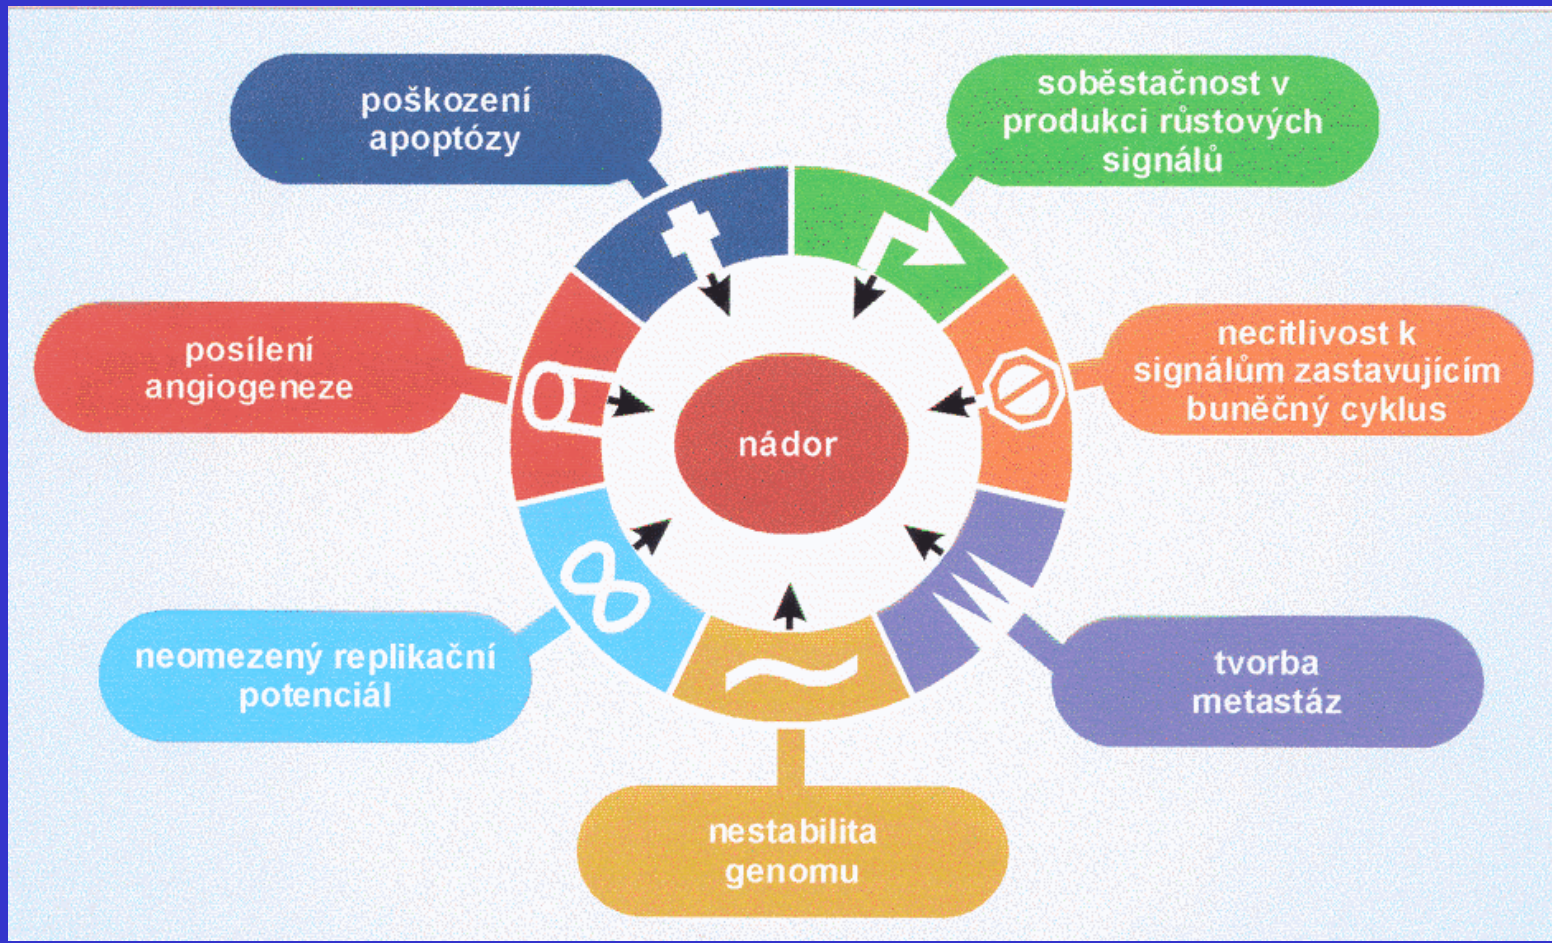 poškození
apoptózy
soběstačnost v
produkci růstových
signálů
posílení
angiogeneze
necitlivost k
signálům zastavujícím
buněčný cyklus
nádor
neomezený replikační
potenciál
tvorba
metastáz
nestabilita
genomu